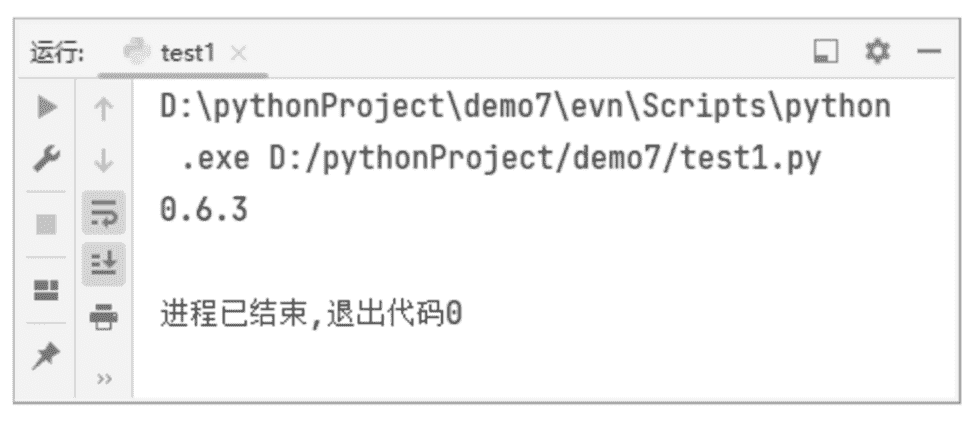 运行: test1
D:\pythonProject\demo7\evn\Scripts\python
.exe D:/pythonProject/demo7/test1.py
0.6.3
进程已结束,退出代码0